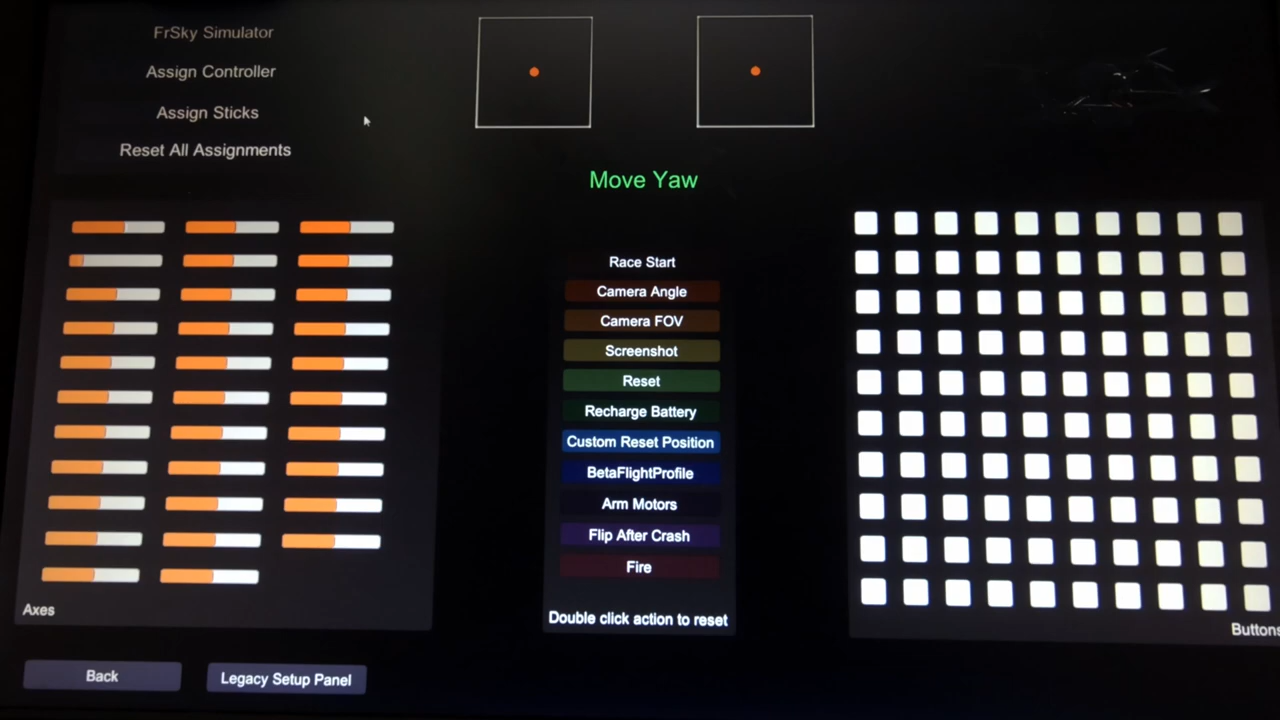 FrSky Simulator
Assign Controller
Assign Sticks
Reset All Assignments
Move Yaw
Race Start
Camera Angle
Camera FOV
Screenshot
Reset
Recharge Battery
Custom Reset Position
BetaFlightProfile
Arm Motors
Flip After Crash
Fire
Double click action to reset
Axes
Buttons
Back
Legacy Setup Panel